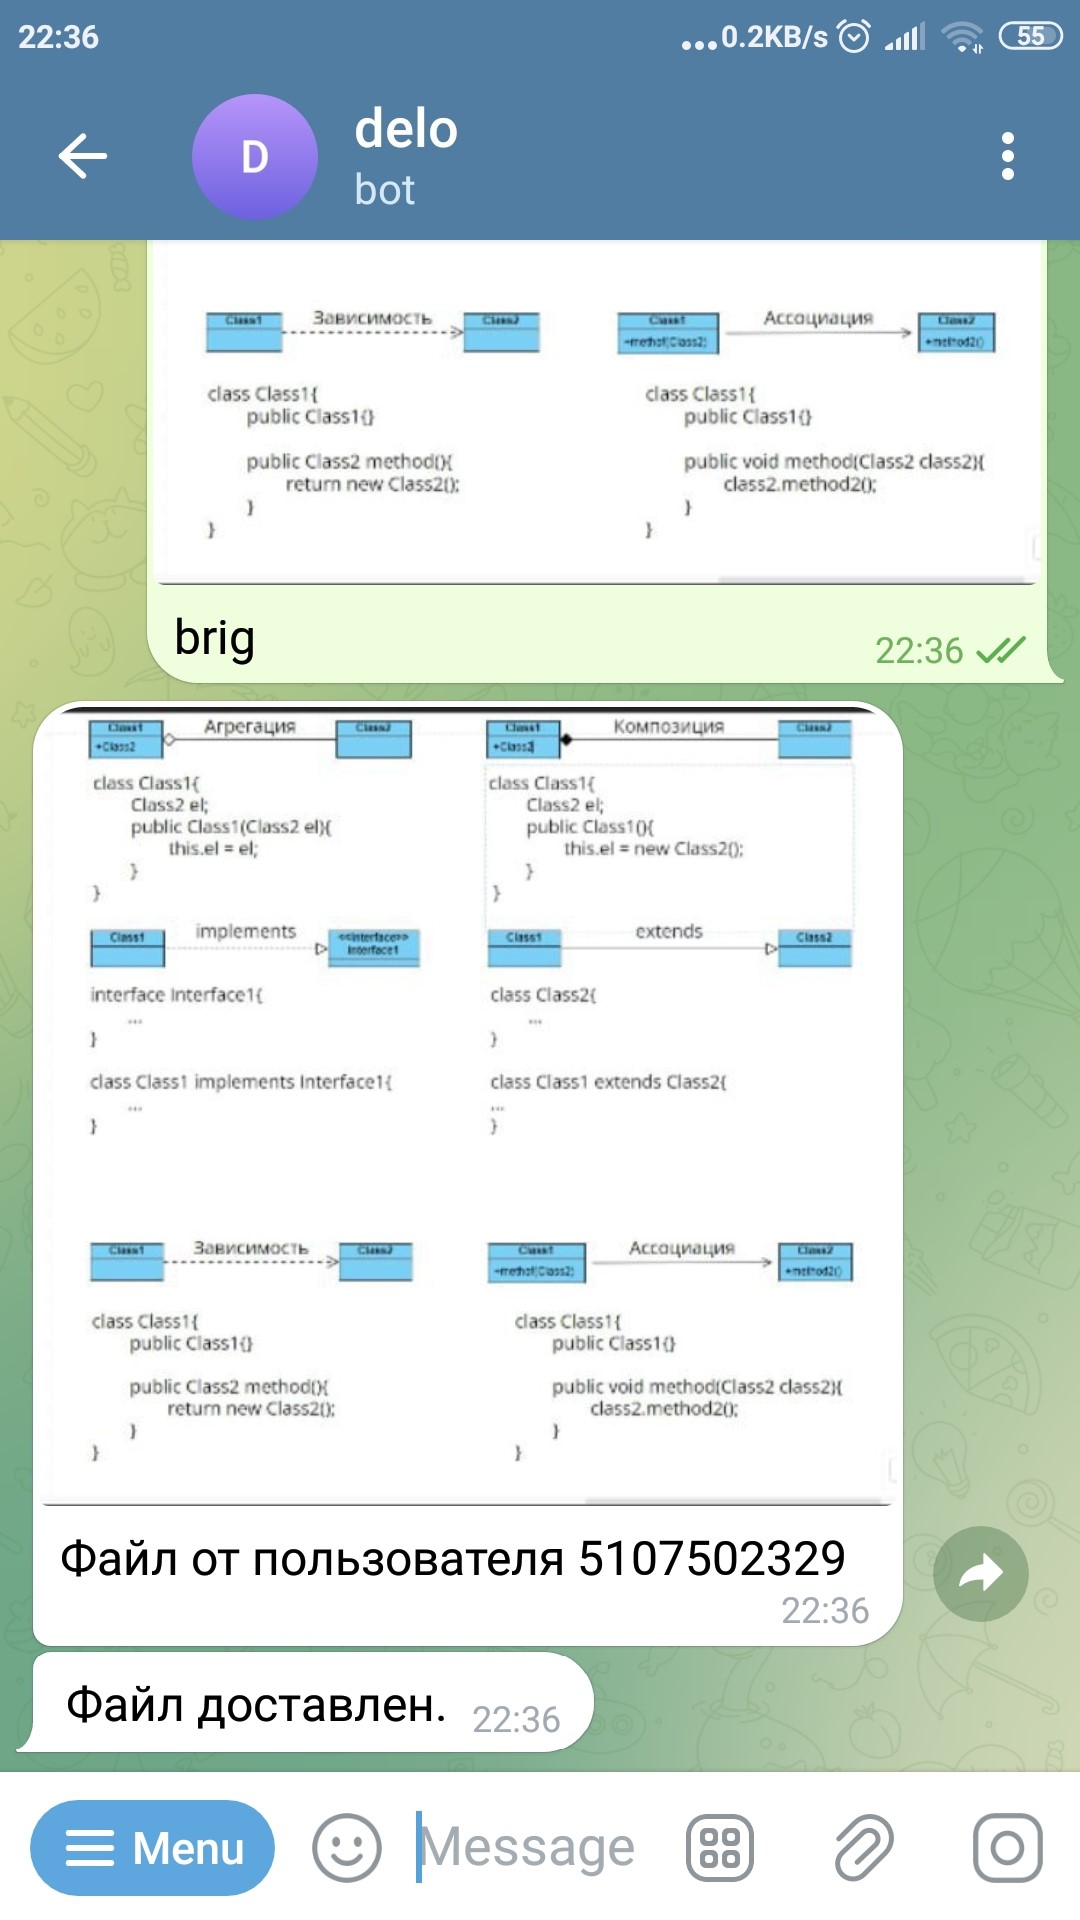 22:36
...0.2KB/s
55
D
delo
bot
Class1
Зависимость
Class2
Class1
Ассоциация
Class2
+method2()
class Class1{
public Class1{}
public Class2 method(){
return new Class2();
}
}
class Class1{
public Class1{}
public void method(Class2 class2){
class2.method2();
}
}
brig
22:36
Class1
+Class2
Агрегация
Class2
Class1
+Class2
Композиция
Class2
class Class1{
Class2 el;
public Class1(Class2 el){
this.el = el;
}
}
class Class1{
Class2 el;
public Class1(){
this.el = new Class2();
}
}
Class1
implements
<<Interface>>
Interface1
Class1
extends
Class2
interface Interface1{
...
}
class Class1 implements Interface1{
...
}
class Class2{
...
}
class Class1 extends Class2{
...
}
Class1
Зависимость
Class2
Class1
Ассоциация
Class2
+method2()
class Class1{
public Class1{}
public Class2 method(){
return new Class2();
}
}
class Class1{
public Class1{}
public void method(Class2 class2){
class2.method2();
}
}
Файл от пользователя 5107502329
22:36
Файл доставлен.
22:36
Menu
Message